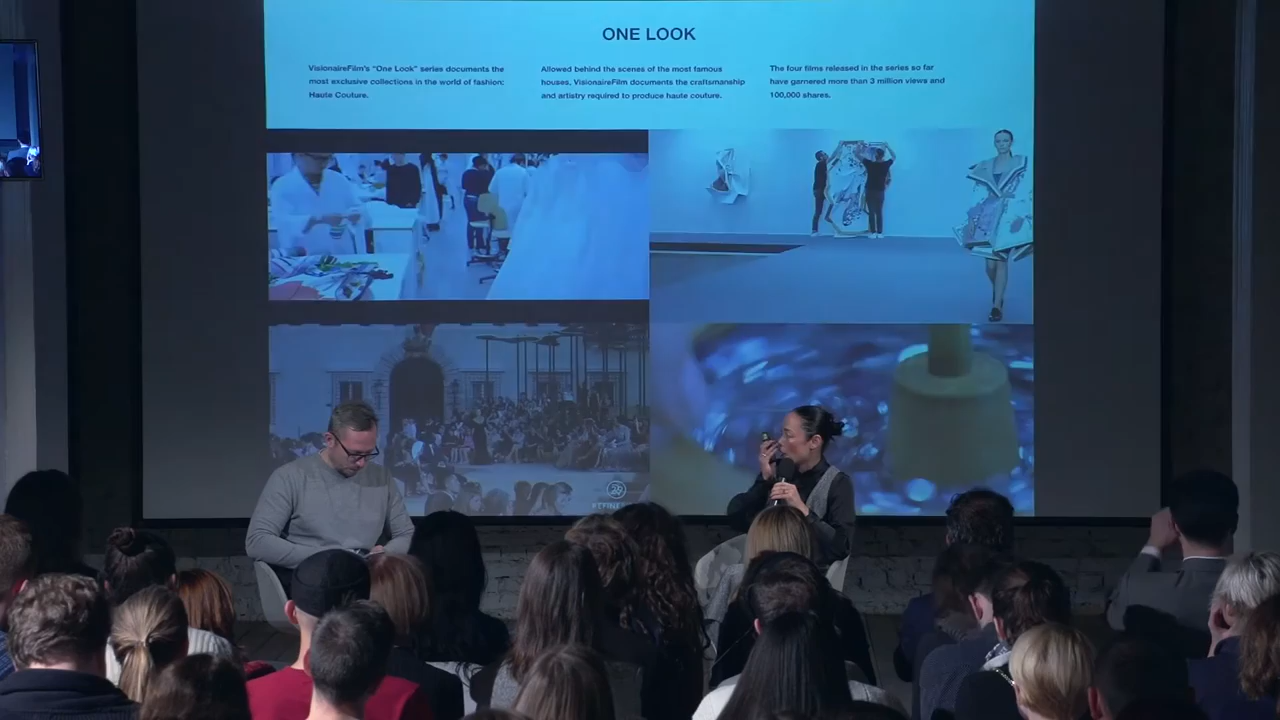 ONE LOOK
VisionaireFilm's "One Look" series documents the
most exclusive collections in the world of fashion:
Haute Couture.
Allowed behind the scenes of the most famous
houses, VisionaireFilm documents the craftsmanship
and artistry required to produce haute couture.
The four films released in the series so far
have garnered more than 3 million views and
100,000 shares.